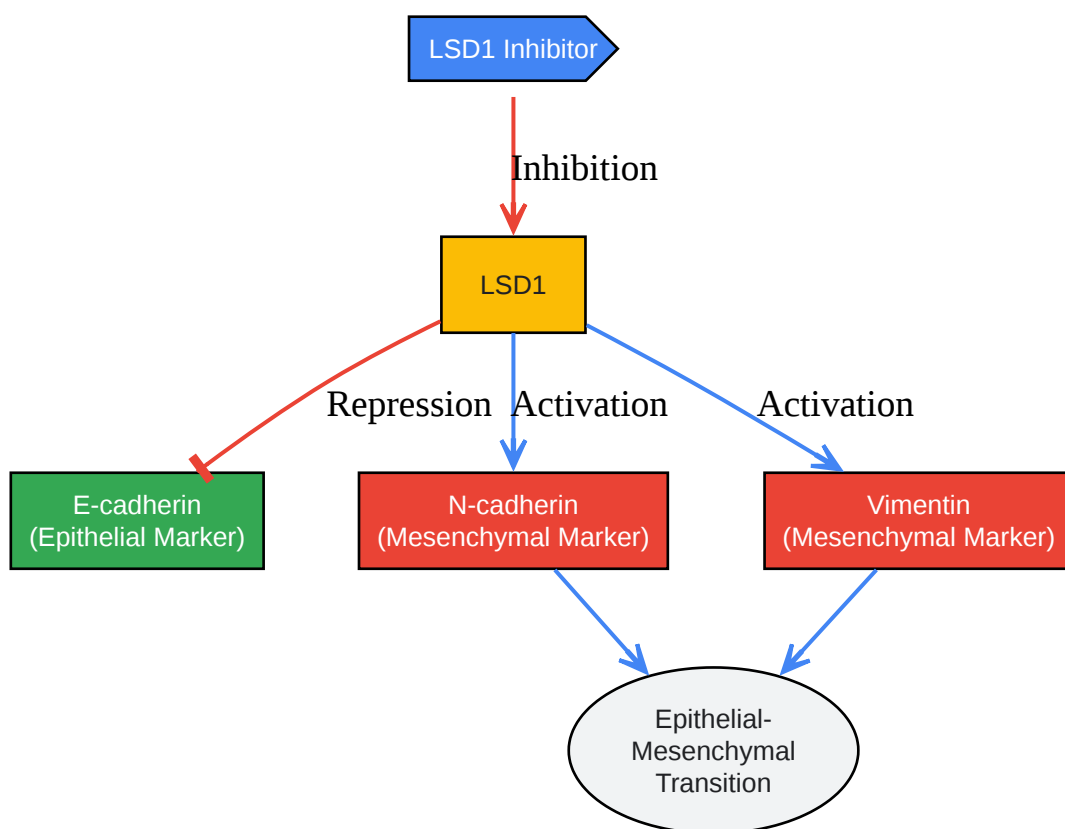 LSD1 Inhibitor
Inhibition
LSD1
Repression
Activation
Activation
E-cadherin
(Epithelial Marker)
N-cadherin
(Mesenchymal Marker)
Vimentin
(Mesenchymal Marker)
Epithelial-
Mesenchymal
Transition